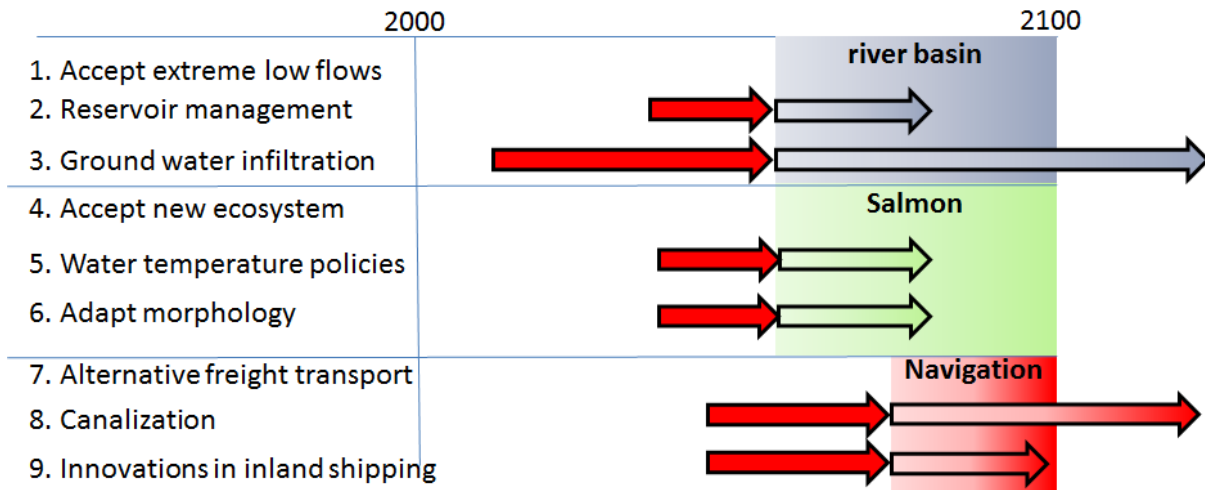 2000 2100
river basin
1. Accept extreme low flows
2. Reservoir management
3. Ground water infiltration
4. Accept new ecosystem Salmon
5. Water temperature policies
6. Adapt morphology
7. Alternative freight transport Navigation
8. Canalization
9. Innovations in inland shipping